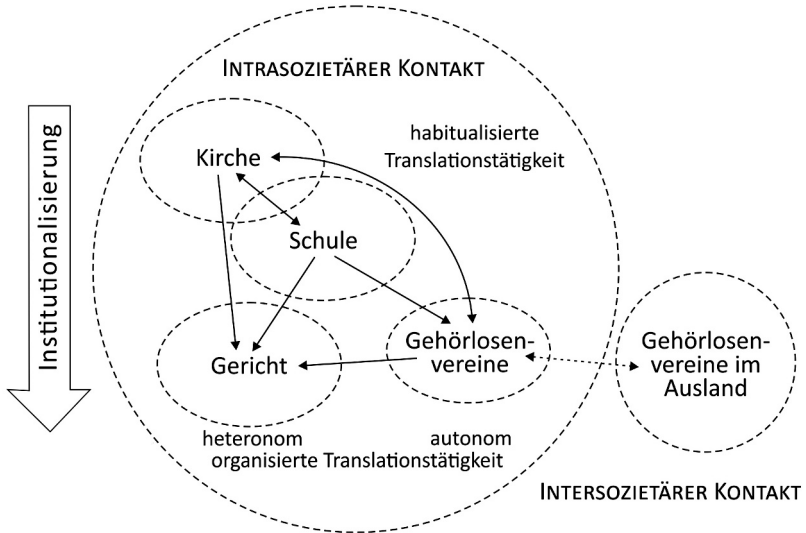 INTRASOZIETÄRER KONTAKT
Institutionalisierung
habitualisierte
Translationstätigkeit
Kirche
Schule
Gericht
Gehörlosen-
vereine
Gehörlosen-
vereine im
Ausland
heteronom autonom
organisierte Translationstätigkeit
INTERSOZIETÄRER KONTAKT